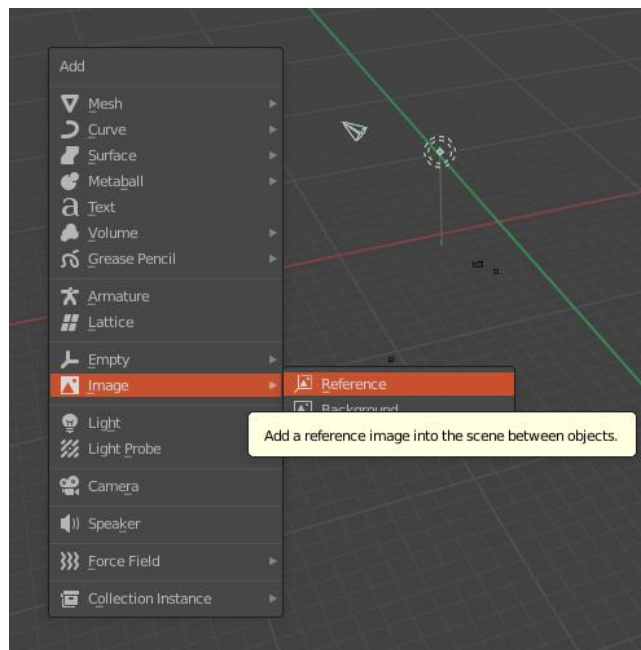 Add
Mesh
Curve
Surface
Metaball
Text
Volume
Grease Pencil
Armature
Lattice
Empty
Image
Reference
Background
Light
Add a reference image into the scene between objects.
Light Probe
Camera
Speaker
Force Field
Collection Instance